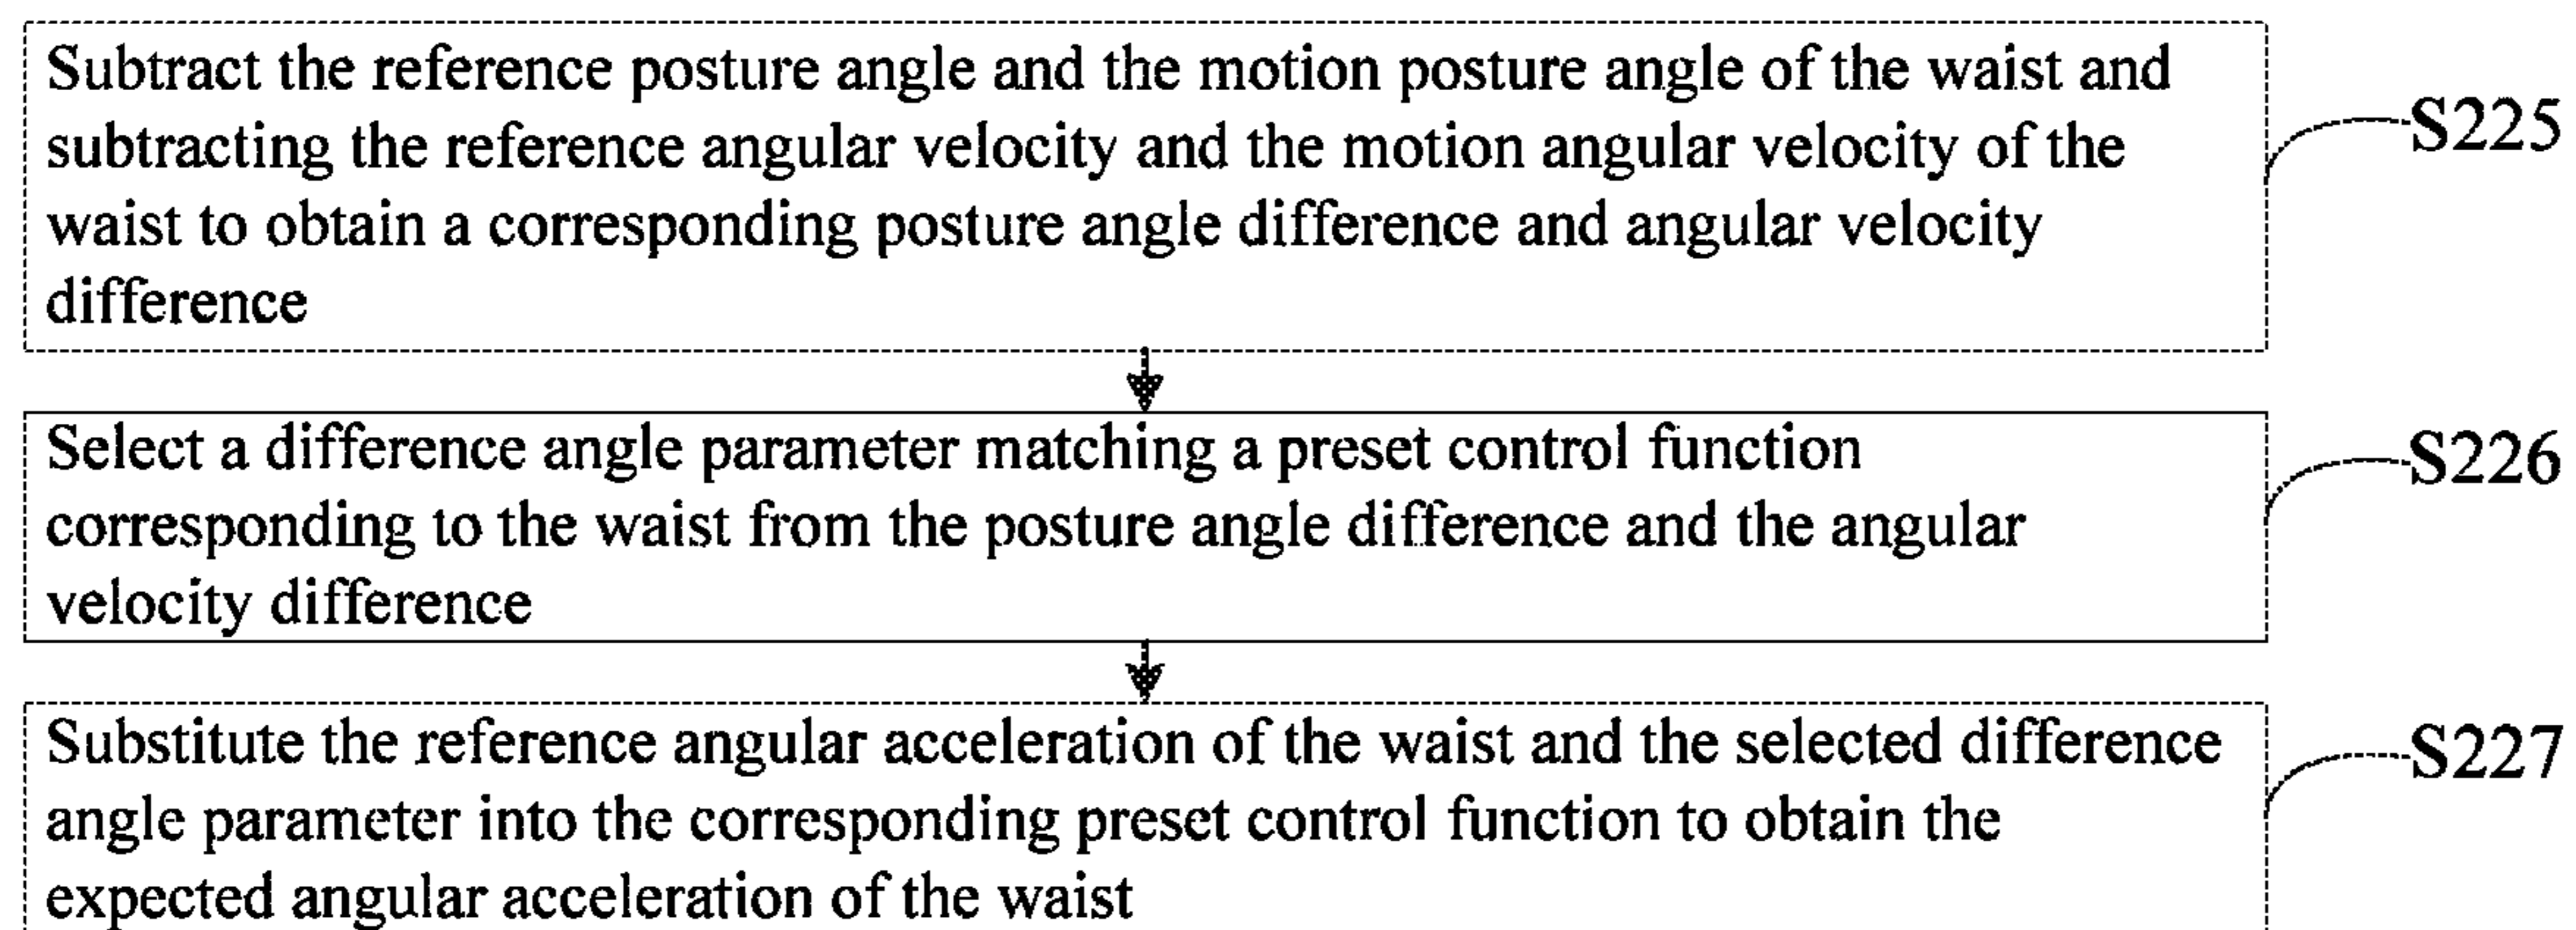 Subtract the reference posture angle and the motion posture angle of the waist and
subtracting the reference angular velocity and the motion angular velocity of the
waist to obtain a corresponding posture angle difference and angular velocity
difference
S225
Select a difference angle parameter matching a preset control function
corresponding to the waist from the posture angle difference and the angular
velocity difference
S226
Substitute the reference angular acceleration of the waist and the selected difference
angle parameter into the corresponding preset control function to obtain the
expected angular acceleration of the waist
S227